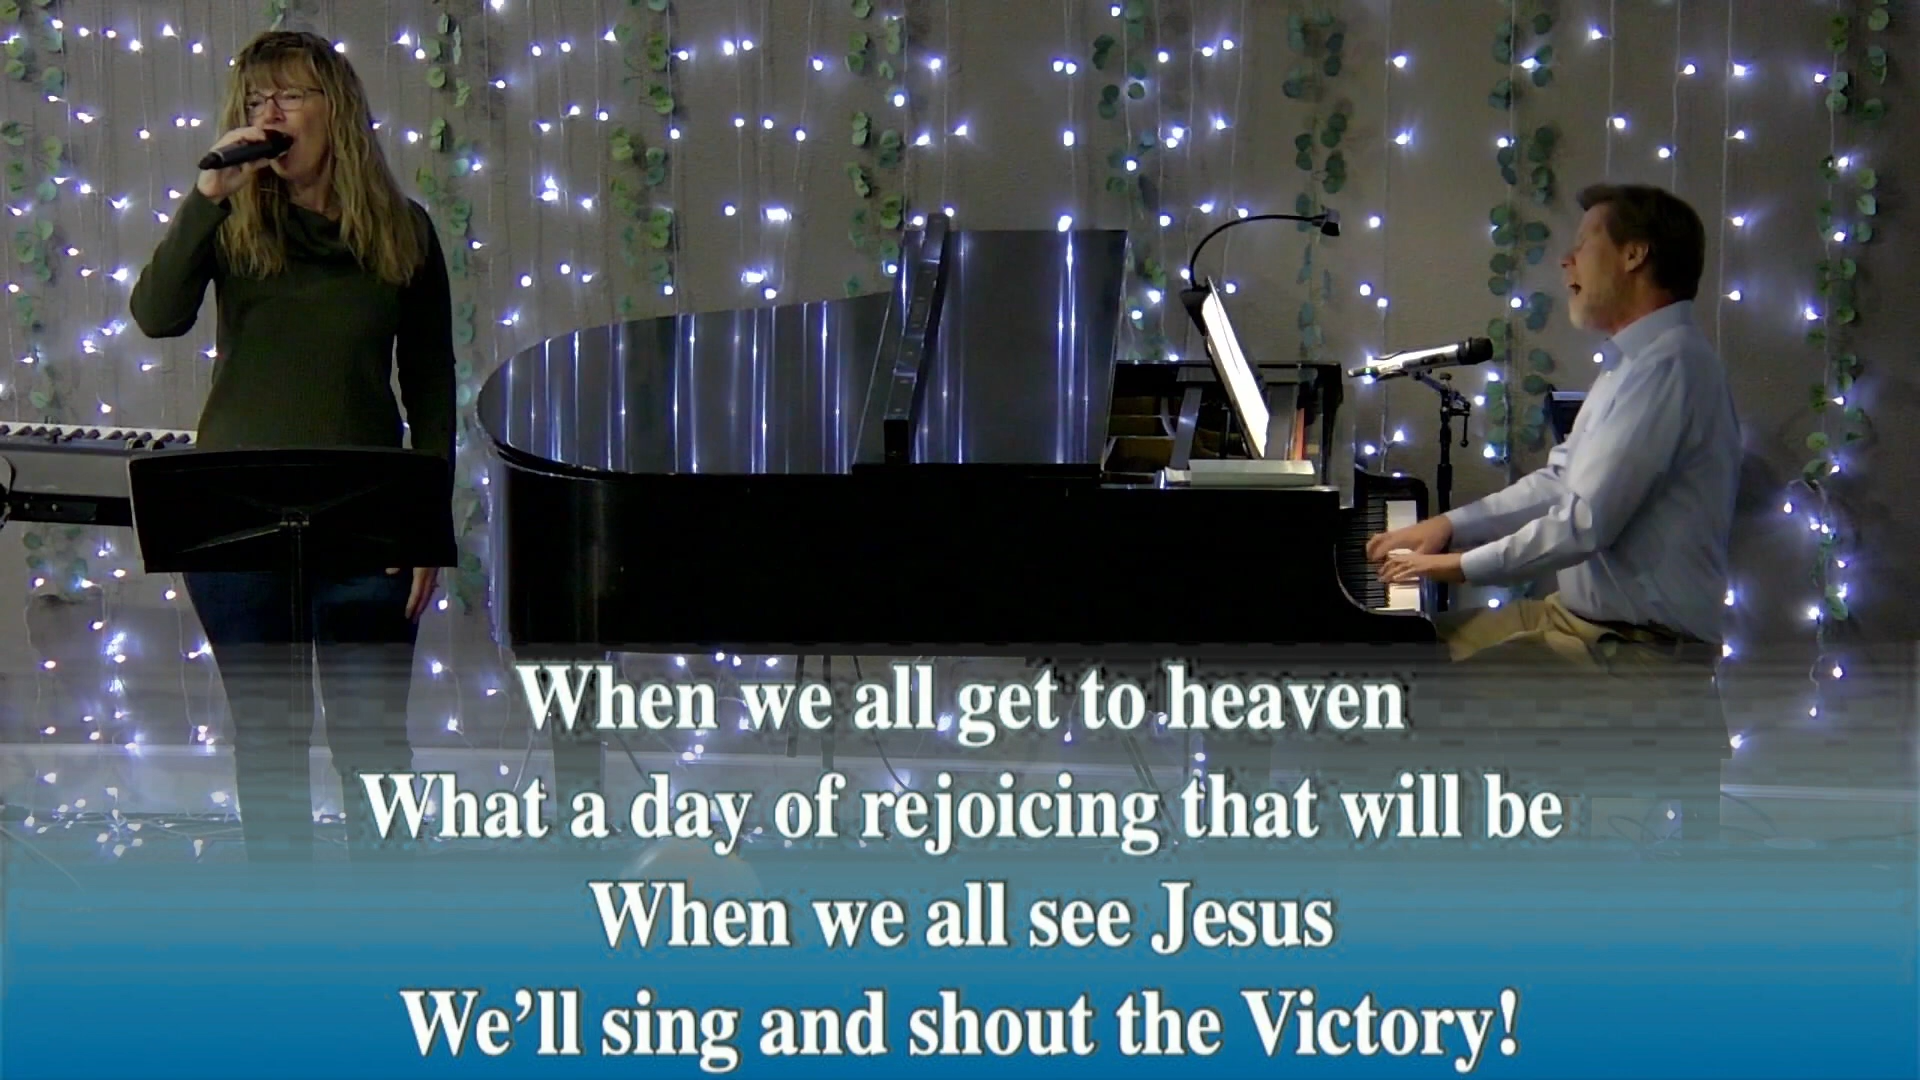 When we all get to heaven
What a day of rejoicing that will be
When we all see Jesus
We’ll sing and shout the Victory!